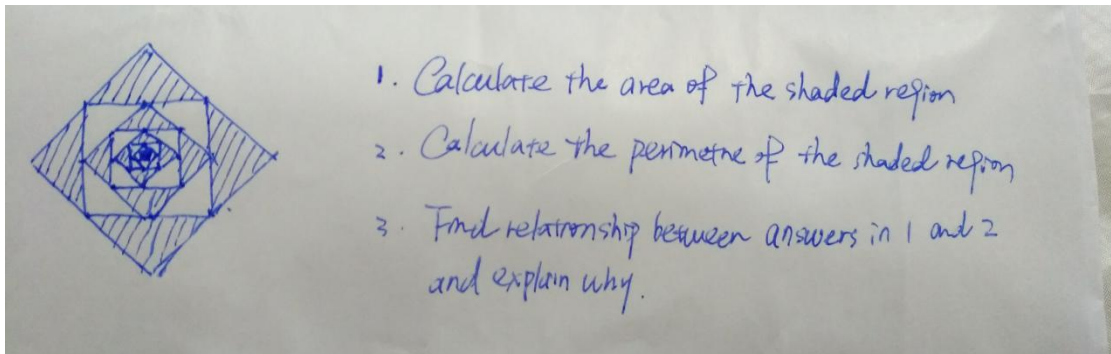 1. Calculate the area of the shaded region
2. Calculate the perimetre of the shaded region
3. Find relationship between answers in 1 and 2
and explain why.